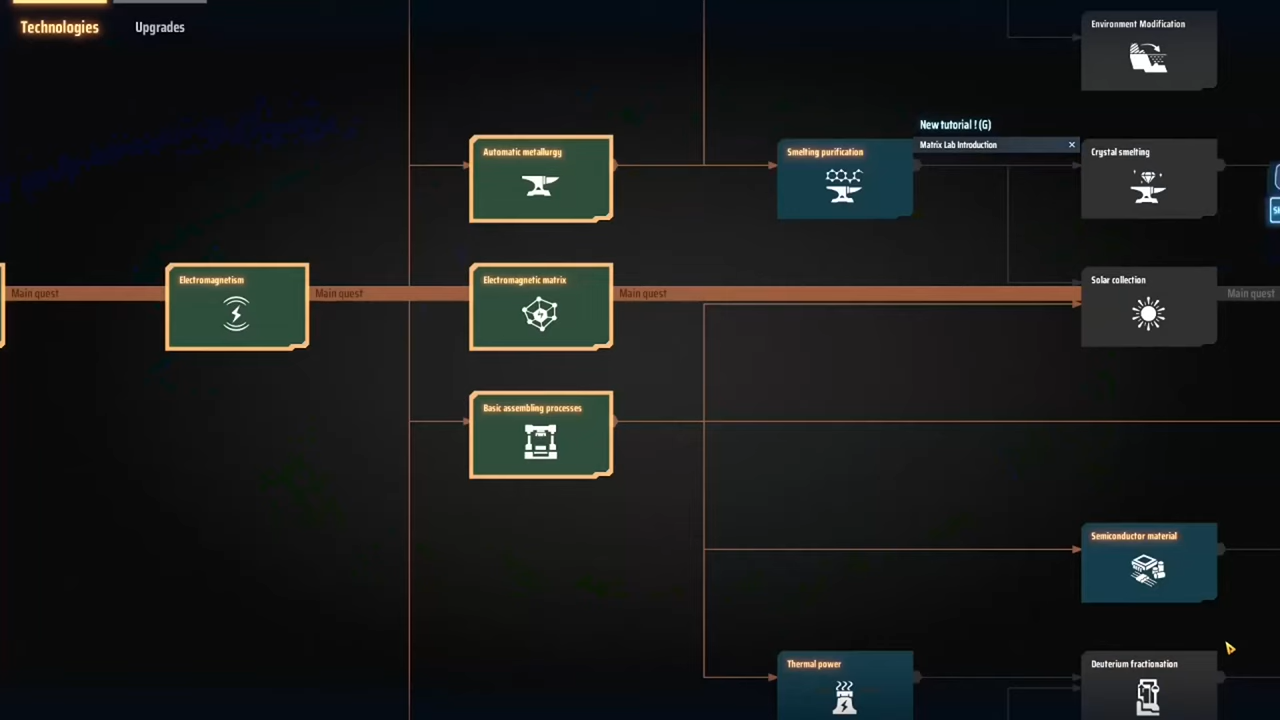 Technologies
Upgrades
Environment Modification
New tutorial ! (G)
Matrix Lab Introduction
Automatic metallurgy
Smelting purification
Crystal smelting
Electromagnetism
Electromagnetic matrix
Solar collection
Main quest
Main quest
Main quest
Main quest
Basic assembling processes
Semiconductor material
Thermal power
Deuterium fractionation